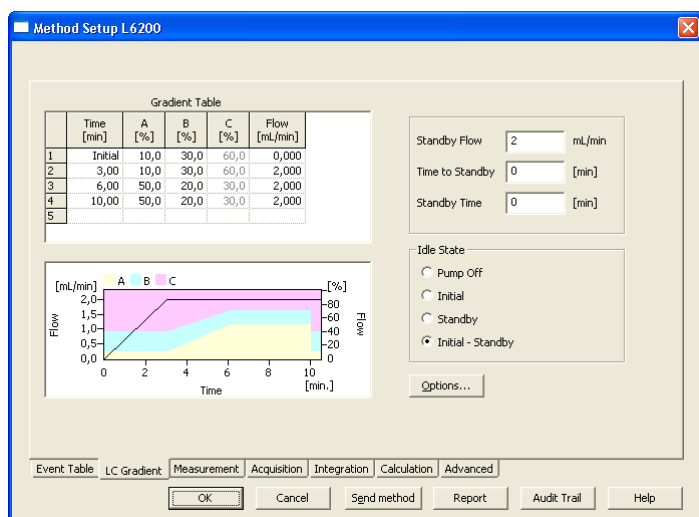 Method Setup L6200
Gradient Table
Time [min] A [%] B [%] C [%] Flow [mL/min]
1 Initial 10,0 30,0 60,0 0,000
2 3,00 10,0 30,0 60,0 2,000
3 6,00 50,0 20,0 30,0 2,000
4 10,00 50,0 20,0 30,0 2,000
5
Standby Flow 2 mL/min
Time to Standby 0 [min]
Standby Time 0 [min]
Idle State
Pump Off
Initial
Standby
Initial - Standby
Options...
[mL/min] A B C [%]
2,0 80
1,5 60
1,0 40
0,5 20
0,0 0
Flow
Flow
0 2 4 6 8 10
Time [min.]
Event Table LC Gradient Measurement Acquisition Integration Calculation Advanced
OK Cancel Send method Report Audit Trail Help